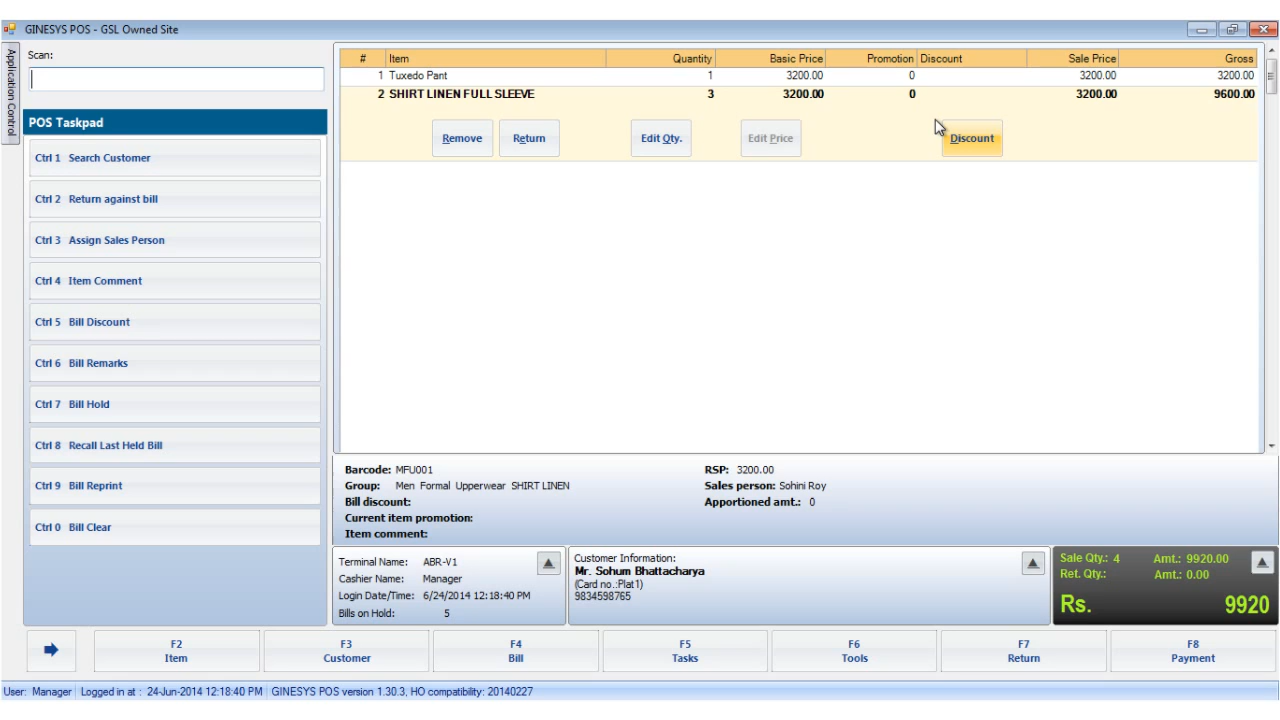 GINESYS POS - GSL Owned Site
Application Control
Scan:
POS Taskpad
Ctrl 1 Search Customer
Ctrl 2 Return against bill
Ctrl 3 Assign Sales Person
Ctrl 4 Item Comment
Ctrl 5 Bill Discount
Ctrl 6 Bill Remarks
Ctrl 7 Bill Hold
Ctrl 8 Recall Last Held Bill
Ctrl 9 Bill Reprint
Ctrl 0 Bill Clear
# Item Quantity Basic Price Promotion Discount Sale Price Gross
1 Tuxedo Pant 1 3200.00 0 3200.00 3200.00
2 SHIRT LINEN FULL SLEEVE 3 3200.00 0 3200.00 9600.00
Remove Return Edit Qty. Edit Price Discount
Barcode: MFU001 RSP: 3200.00
Group: Men Formal Upperwear SHIRT LINEN Sales person: Sohini Roy
Bill discount: Apportioned amt.: 0
Current item promotion:
Item comment:
Terminal Name: ABR-V1
Cashier Name: Manager
Login Date/Time: 6/24/2014 12:18:40 PM
Bills on Hold: 5
Customer Information:
Mr. Sohum Bhattacharya
(Card no.:Plat1)
9834598765
Sale Qty.: 4 Amt.: 9920.00
Ret. Qty.: Amt.: 0.00
Rs. 9920
F2 Item
F3 Customer
F4 Bill
F5 Tasks
F6 Tools
F7 Return
F8 Payment
User: Manager Logged in at : 24-Jun-2014 12:18:40 PM GINESYS POS version 1.30.3, HO compatibility: 20140227